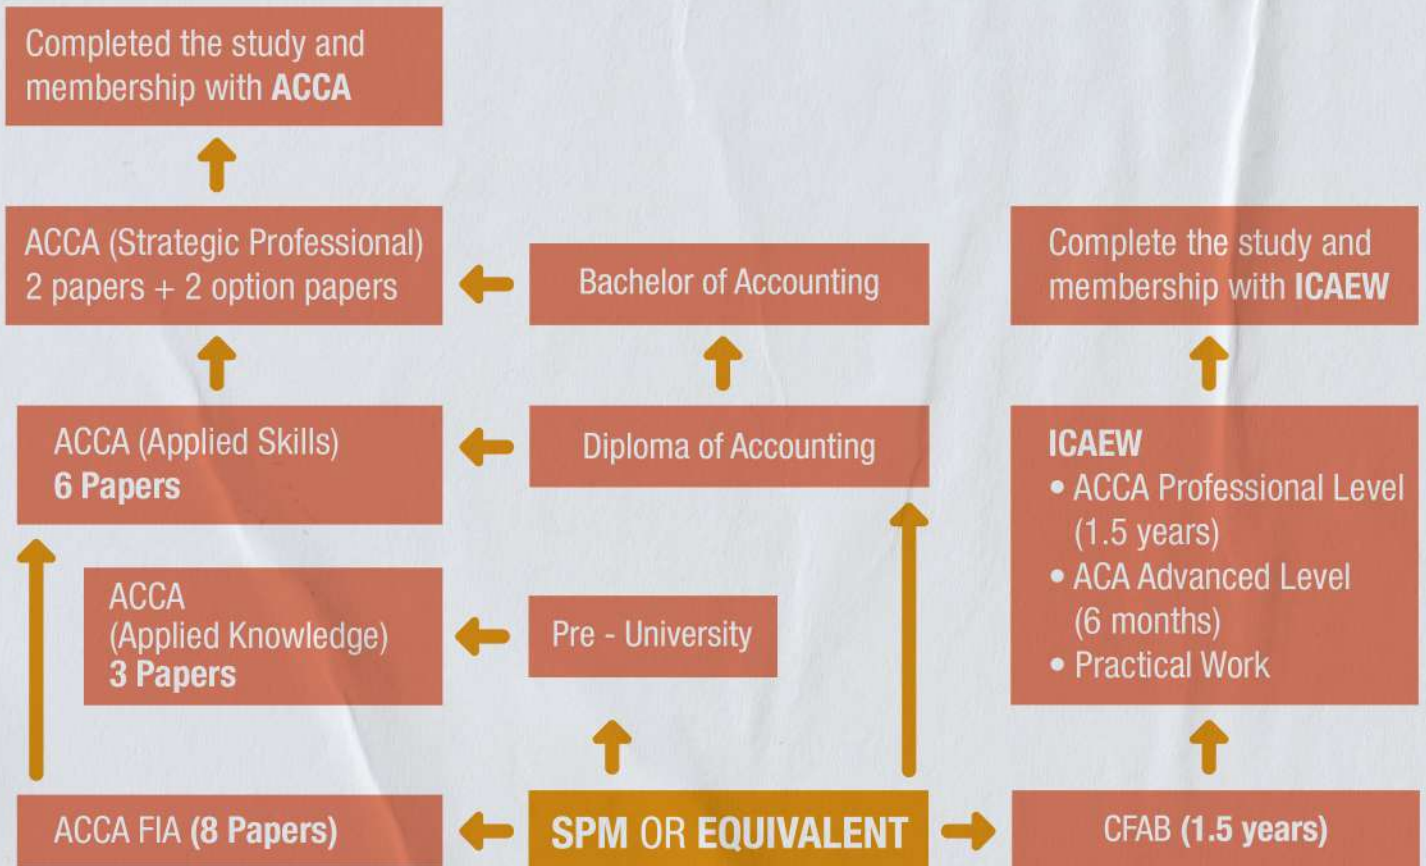 Completed the study and
membership with ACCA
ACCA (Strategic Professional)
2 papers + 2 option papers
Bachelor of Accounting
Complete the study and
membership with ICAEW
ACCA (Applied Skills)
6 Papers
Diploma of Accounting
ICAEW
• ACCA Professional Level
(1.5 years)
• ACA Advanced Level
(6 months)
• Practical Work
ACCA
(Applied Knowledge)
3 Papers
Pre - University
ACCA FIA (8 Papers)
SPM OR EQUIVALENT
CFAB (1.5 years)